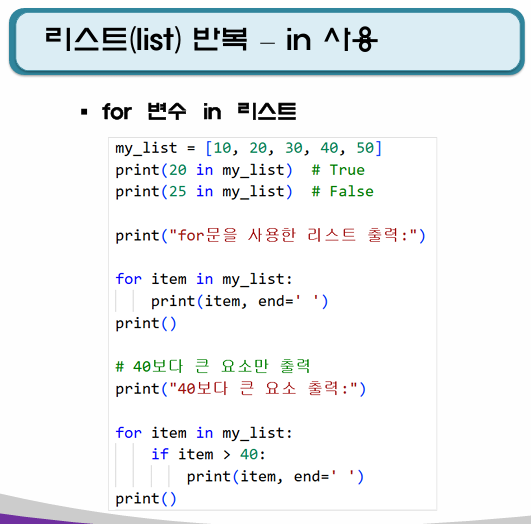 리스트(list) 반복 – in 사용
▪ for 변수 in 리스트
my_list = [10, 20, 30, 40, 50]
print(20 in my_list)  # True
print(25 in my_list)  # False
print("for문을 사용한 리스트 출력:")
for item in my_list:
    print(item, end=' ')
print()
# 40보다 큰 요소만 출력
print("40보다 큰 요소 출력:")
for item in my_list:
    if item > 40:
        print(item, end=' ')
print()